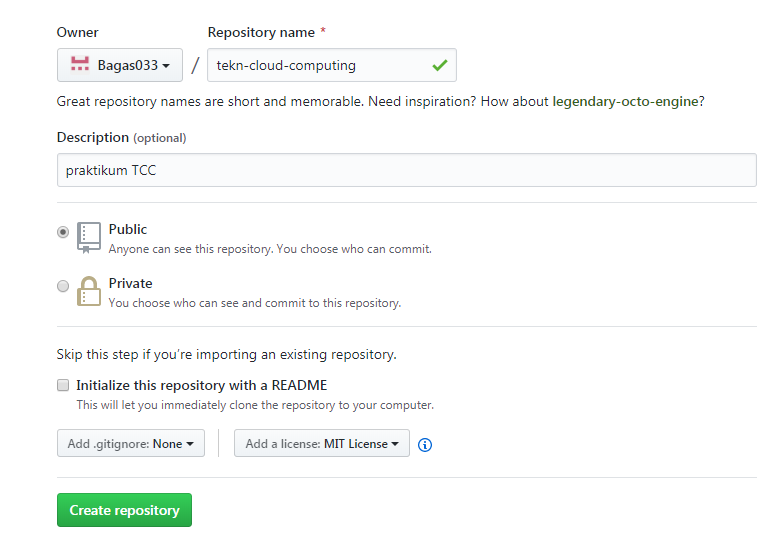 Owner Repository name *
Bagas033 / tekn-cloud-computing
Great repository names are short and memorable. Need inspiration? How about legendary-octo-engine?
Description (optional)
praktikum TCC
Public
Anyone can see this repository. You choose who can commit.
Private
You choose who can see and commit to this repository.
Skip this step if you’re importing an existing repository.
Initialize this repository with a README
This will let you immediately clone the repository to your computer.
Add .gitignore: None Add a license: MIT License
Create repository